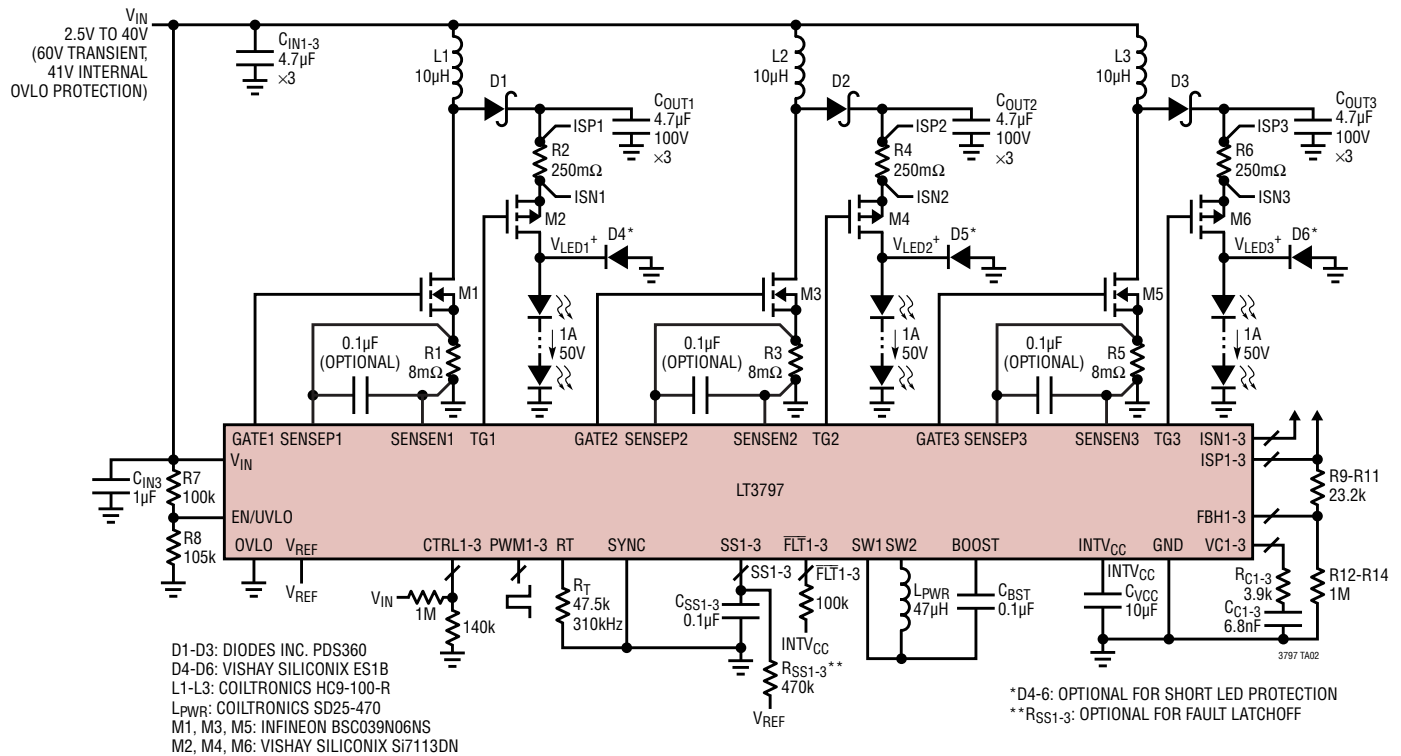 VIN
2.5V TO 40V
(60V TRANSIENT,
41V INTERNAL
OVLO PROTECTION)
CIN1-3
4.7µF
×3
L1
10µH
D1
COUT1
4.7µF
100V
×3
ISP1
R2
250mΩ
ISN1
M2
VLED1+
D4*
M1
1A
50V
0.1µF
(OPTIONAL)
R1
8mΩ
L2
10µH
D2
COUT2
4.7µF
100V
×3
ISP2
R4
250mΩ
ISN2
M4
VLED2+
D5*
M3
1A
50V
0.1µF
(OPTIONAL)
R3
8mΩ
L3
10µH
D3
COUT3
4.7µF
100V
×3
ISP3
R6
250mΩ
ISN3
M6
VLED3+
D6*
M5
1A
50V
0.1µF
(OPTIONAL)
R5
8mΩ
GATE1 SENSEP1 SENSEN1 TG1 GATE2 SENSEP2 SENSEN2 TG2 GATE3 SENSEP3 SENSEN3 TG3 ISN1-3
VIN
ISP1-3
LT3797
EN/UVLO
FBH1-3
OVLO VREF CTRL1-3 PWM1-3 RT SYNC SS1-3 FLT1-3 SW1 SW2 BOOST INTVCC GND VC1-3
CIN3
1µF
R7
100k
R8
105k
VREF
VIN
1M
140k
RT
47.5k
310kHz
SS1-3
CSS1-3
0.1µF
RSS1-3**
470k
VREF
FLT1-3
100k
INTVCC
LPWR
47µH
CBST
0.1µF
INTVCC
CVCC
10µF
R9-R11
23.2k
RC1-3
3.9k
CC1-3
6.8nF
R12-R14
1M
3797 TA02
D1-D3: DIODES INC. PDS360
D4-D6: VISHAY SILICONIX ES1B
L1-L3: COILTRONICS HC9-100-R
LPWR: COILTRONICS SD25-470
M1, M3, M5: INFINEON BSC039N06NS
M2, M4, M6: VISHAY SILICONIX Si7113DN
*D4-6: OPTIONAL FOR SHORT LED PROTECTION
**RSS1-3: OPTIONAL FOR FAULT LATCHOFF